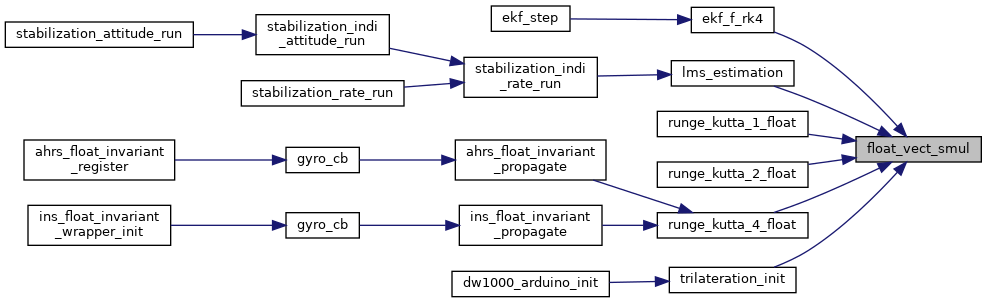 ekf_step
ekf_f_rk4
stabilization_attitude_run
stabilization_indi
_attitude_run
stabilization_indi
_rate_run
lms_estimation
stabilization_rate_run
runge_kutta_1_float
float_vect_smul
ahrs_float_invariant
_register
gyro_cb
ahrs_float_invariant
_propagate
runge_kutta_2_float
ins_float_invariant
_wrapper_init
gyro_cb
ins_float_invariant
_propagate
runge_kutta_4_float
dw1000_arduino_init
trilateration_init